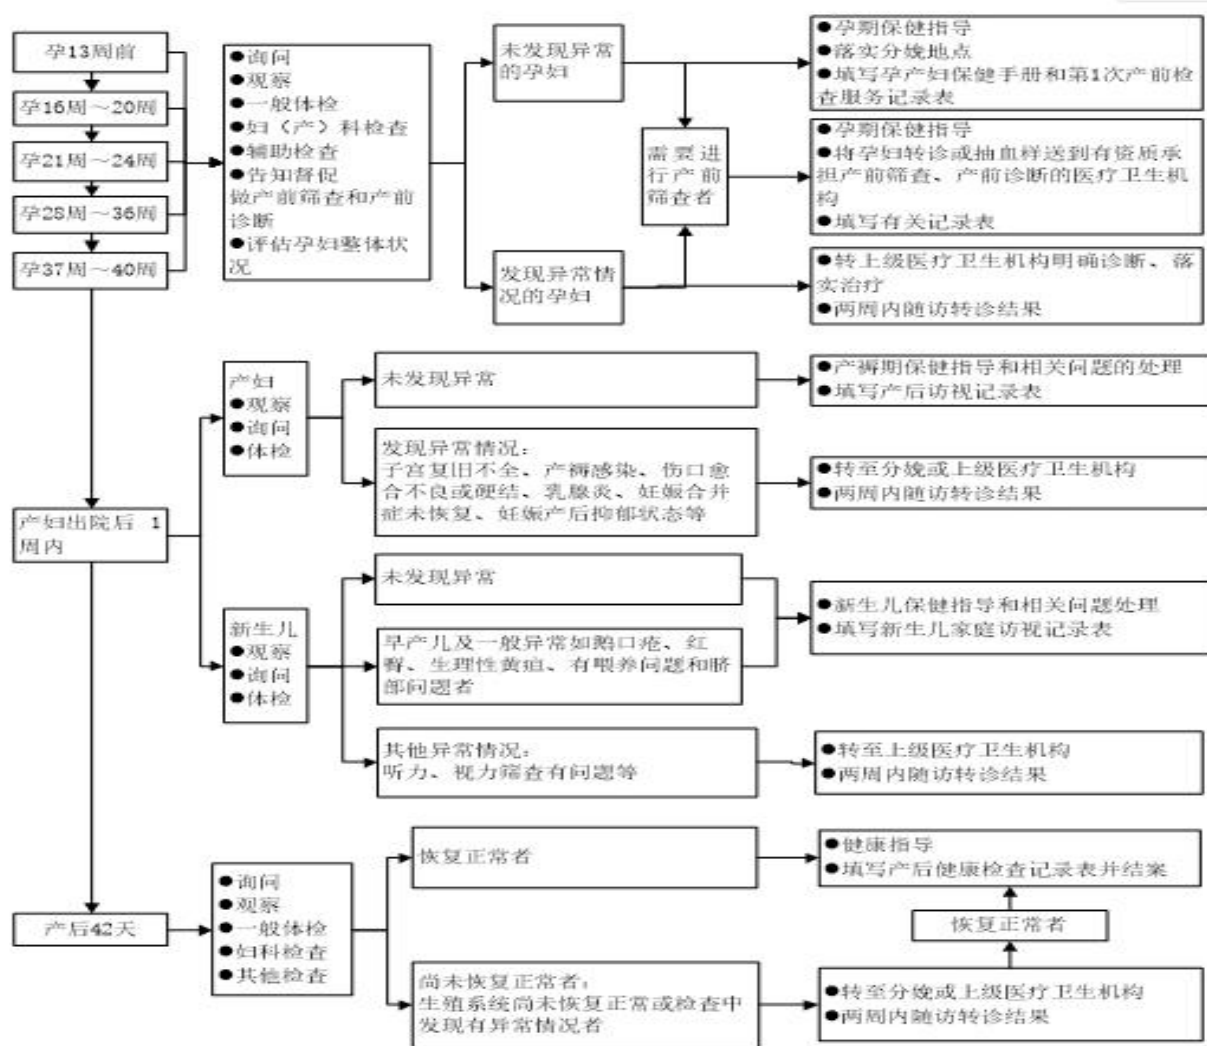 孕13周前
孕16周～20周
孕21周～24周
孕28周～36周
孕37周～40周
●询问
●观察
●一般体检
●妇（产）科检查
●辅助检查
●告知督促
做产前筛查和产前
诊断
●评估孕妇整体状
况
未发现异常
的孕妇
需要进
行产前
筛查者
发现异常情
况的孕妇
●孕期保健指导
●落实分娩地点
●填写孕产妇保健手册和第1次产前检
查服务记录表
●孕期保健指导
●将孕妇转诊或抽血样送到有资质承
担产前筛查、产前诊断的医疗卫生机
构
●填写有关记录表
●转上级医疗卫生机构明确诊断、落
实治疗
●两周内随访转诊结果
产妇出院后 1
周内
产妇
●观察
●询问
●体检
未发现异常
●产褥期保健指导和相关问题的处理
●填写产后访视记录表
发现异常情况：
子宫复旧不全、产褥感染、伤口愈
合不良或硬结、乳腺炎、妊娠合并
症未恢复、妊娠产后抑郁状态等
●转至分娩或上级医疗卫生机构
●两周内随访转诊结果
新生儿
●观察
●询问
●体检
未发现异常
早产儿及一般异常如鹅口疮、红
臀、生理性黄疸、有喂养问题和脐
部问题者
●新生儿保健指导和相关问题处理
●填写新生儿家庭访视记录表
其他异常情况：
听力、视力筛查有问题等
●转至上级医疗卫生机构
●两周内随访转诊结果
产后42天
●询问
●观察
●一般体检
●妇科检查
●其他检查
恢复正常者
●健康指导
●填写产后健康检查记录表并结案
恢复正常者
尚未恢复正常者：
生殖系统尚未恢复正常或检查中
发现有异常情况者
●转至分娩或上级医疗卫生机构
●两周内随访转诊结果